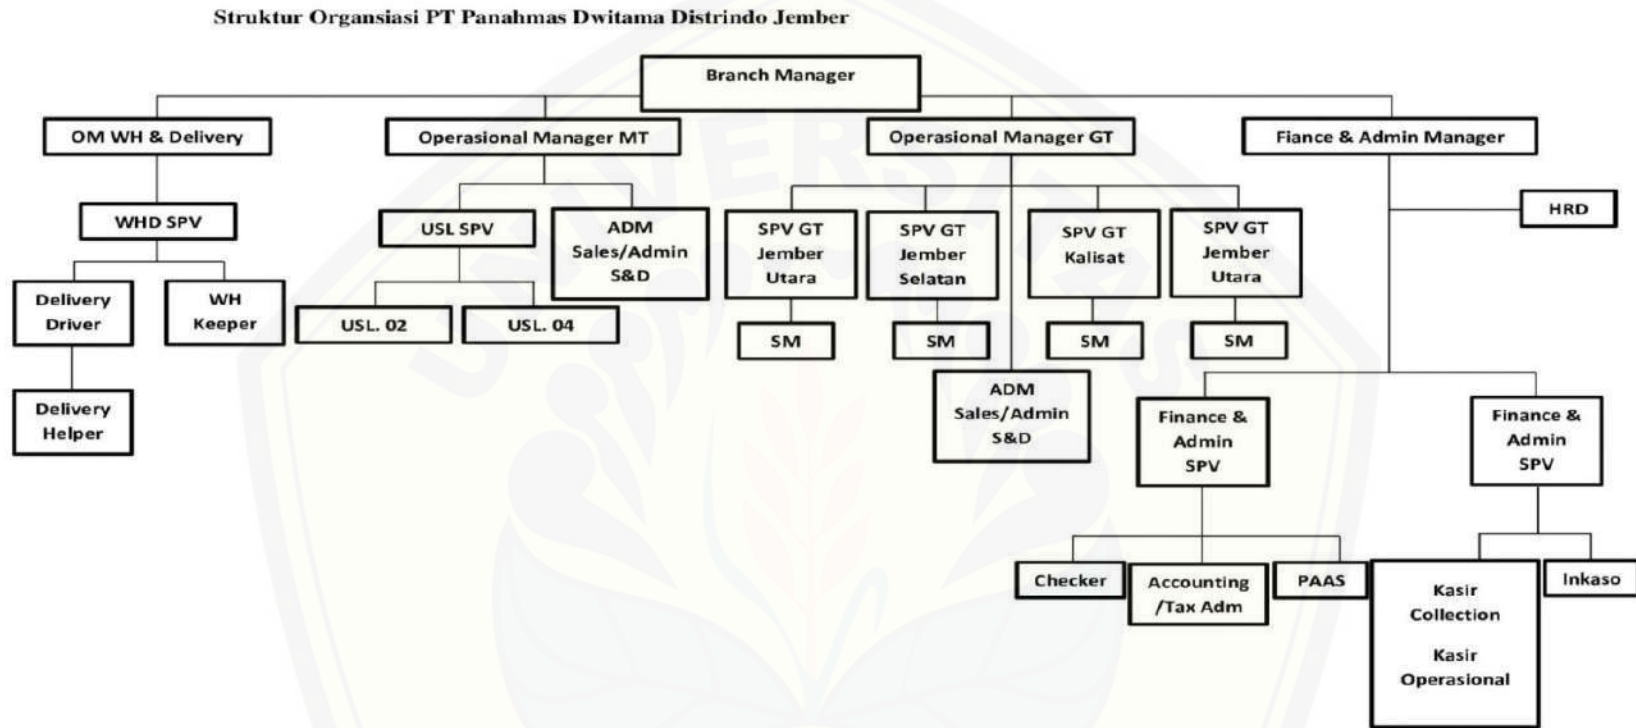 Struktur Organsiasi PT Panahmas Dwitama Distrindo Jember
Branch Manager
OM WH & Delivery
Operasional Manager MT
Operasional Manager GT
Fiance & Admin Manager
HRD
WHD SPV
USL SPV
ADM
Sales/Admin
S&D
SPV GT
Jember
Utara
SPV GT
Jember
Selatan
SPV GT
Kalisat
SPV GT
Jember
Utara
Delivery
Driver
WH
Keeper
USL. 02
USL. 04
SM
SM
SM
SM
Delivery
Helper
ADM
Sales/Admin
S&D
Finance &
Admin
SPV
Finance &
Admin
SPV
Checker
Accounting
/Tax Adm
PAAS
Kasir
Collection
Kasir
Operasional
Inkaso
UNIVERSITAS